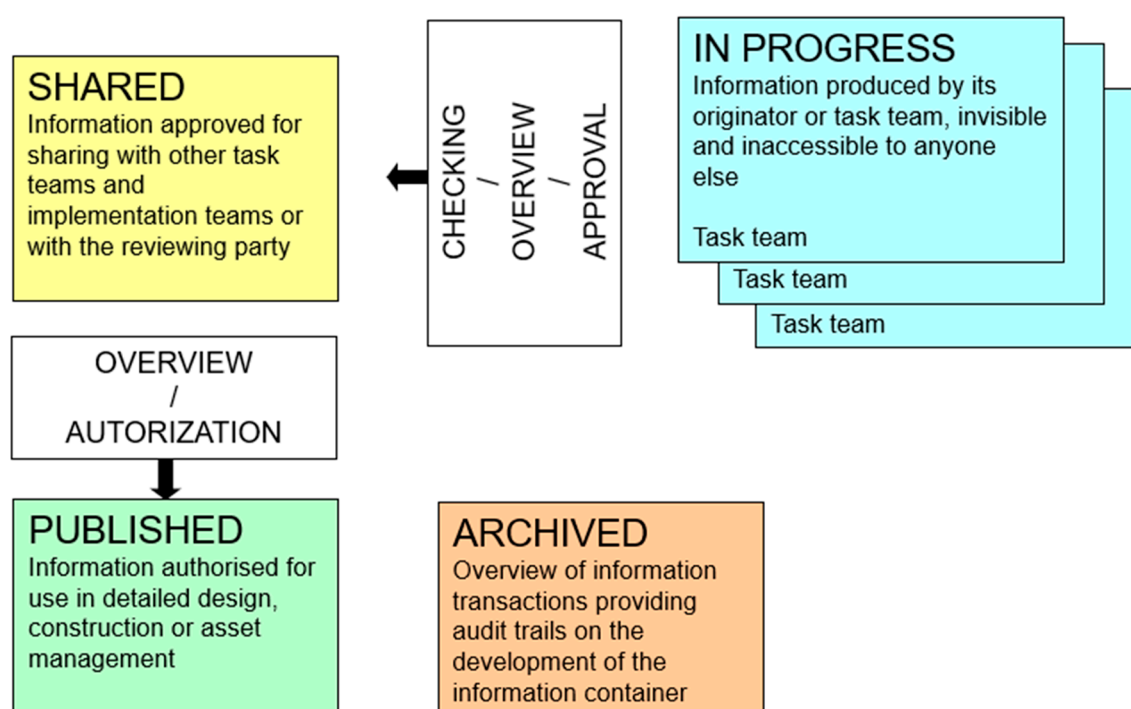 SHARED
Information approved for
sharing with other task
teams and
implementation teams or
with the reviewing party
CHECKING
/
OVERVIEW
/
APPROVAL
IN PROGRESS
Information produced by its
originator or task team, invisible
and inaccessible to anyone
else
Task team
Task team
Task team
OVERVIEW
/
AUTORIZATION
PUBLISHED
Information authorised for
use in detailed design,
construction or asset
management
ARCHIVED
Overview of information
transactions providing
audit trails on the
development of the
information container